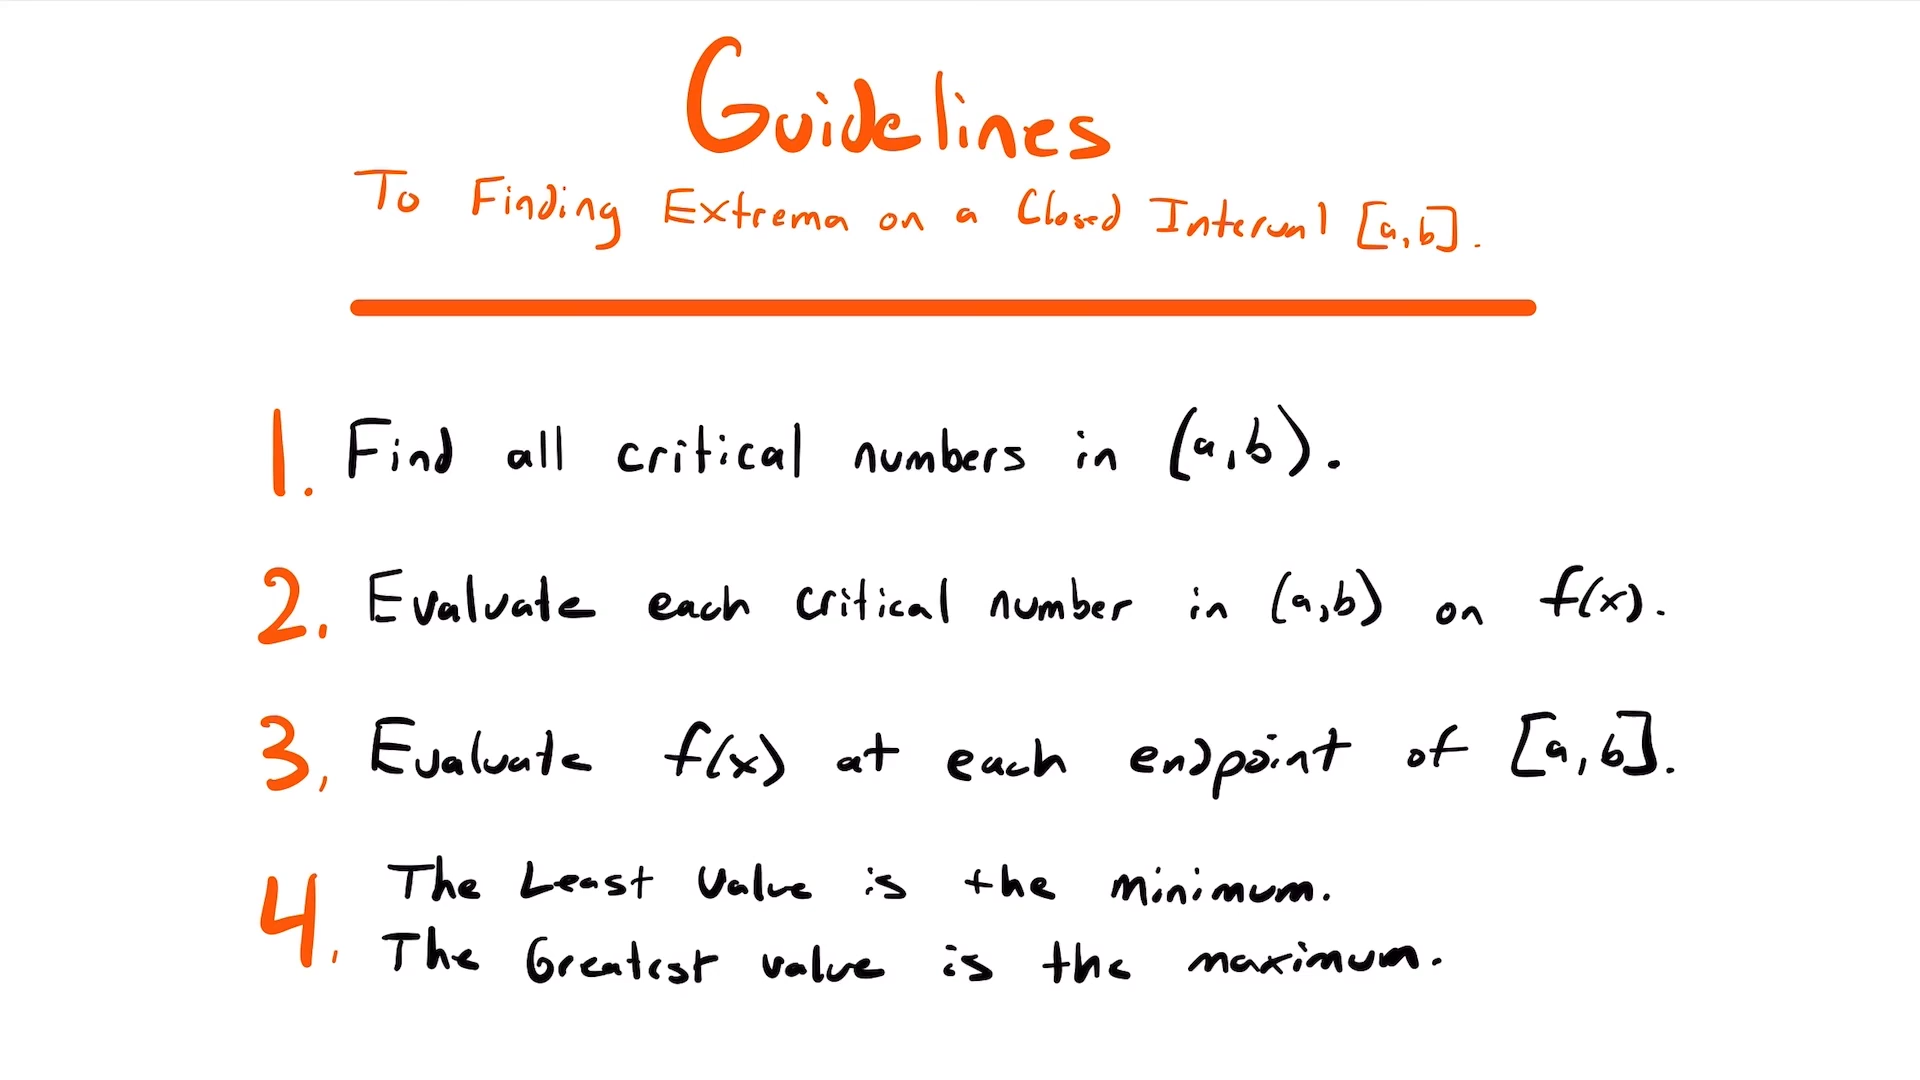 Guidelines
To Finding Extrema on a Closed Interval [a,b].
1. Find all critical numbers in (a,b).
2. Evaluate each critical number in (a,b) on f(x).
3. Evaluate f(x) at each endpoint of [a,b].
4. The Least value is the minimum.
The Greatest value is the maximum.